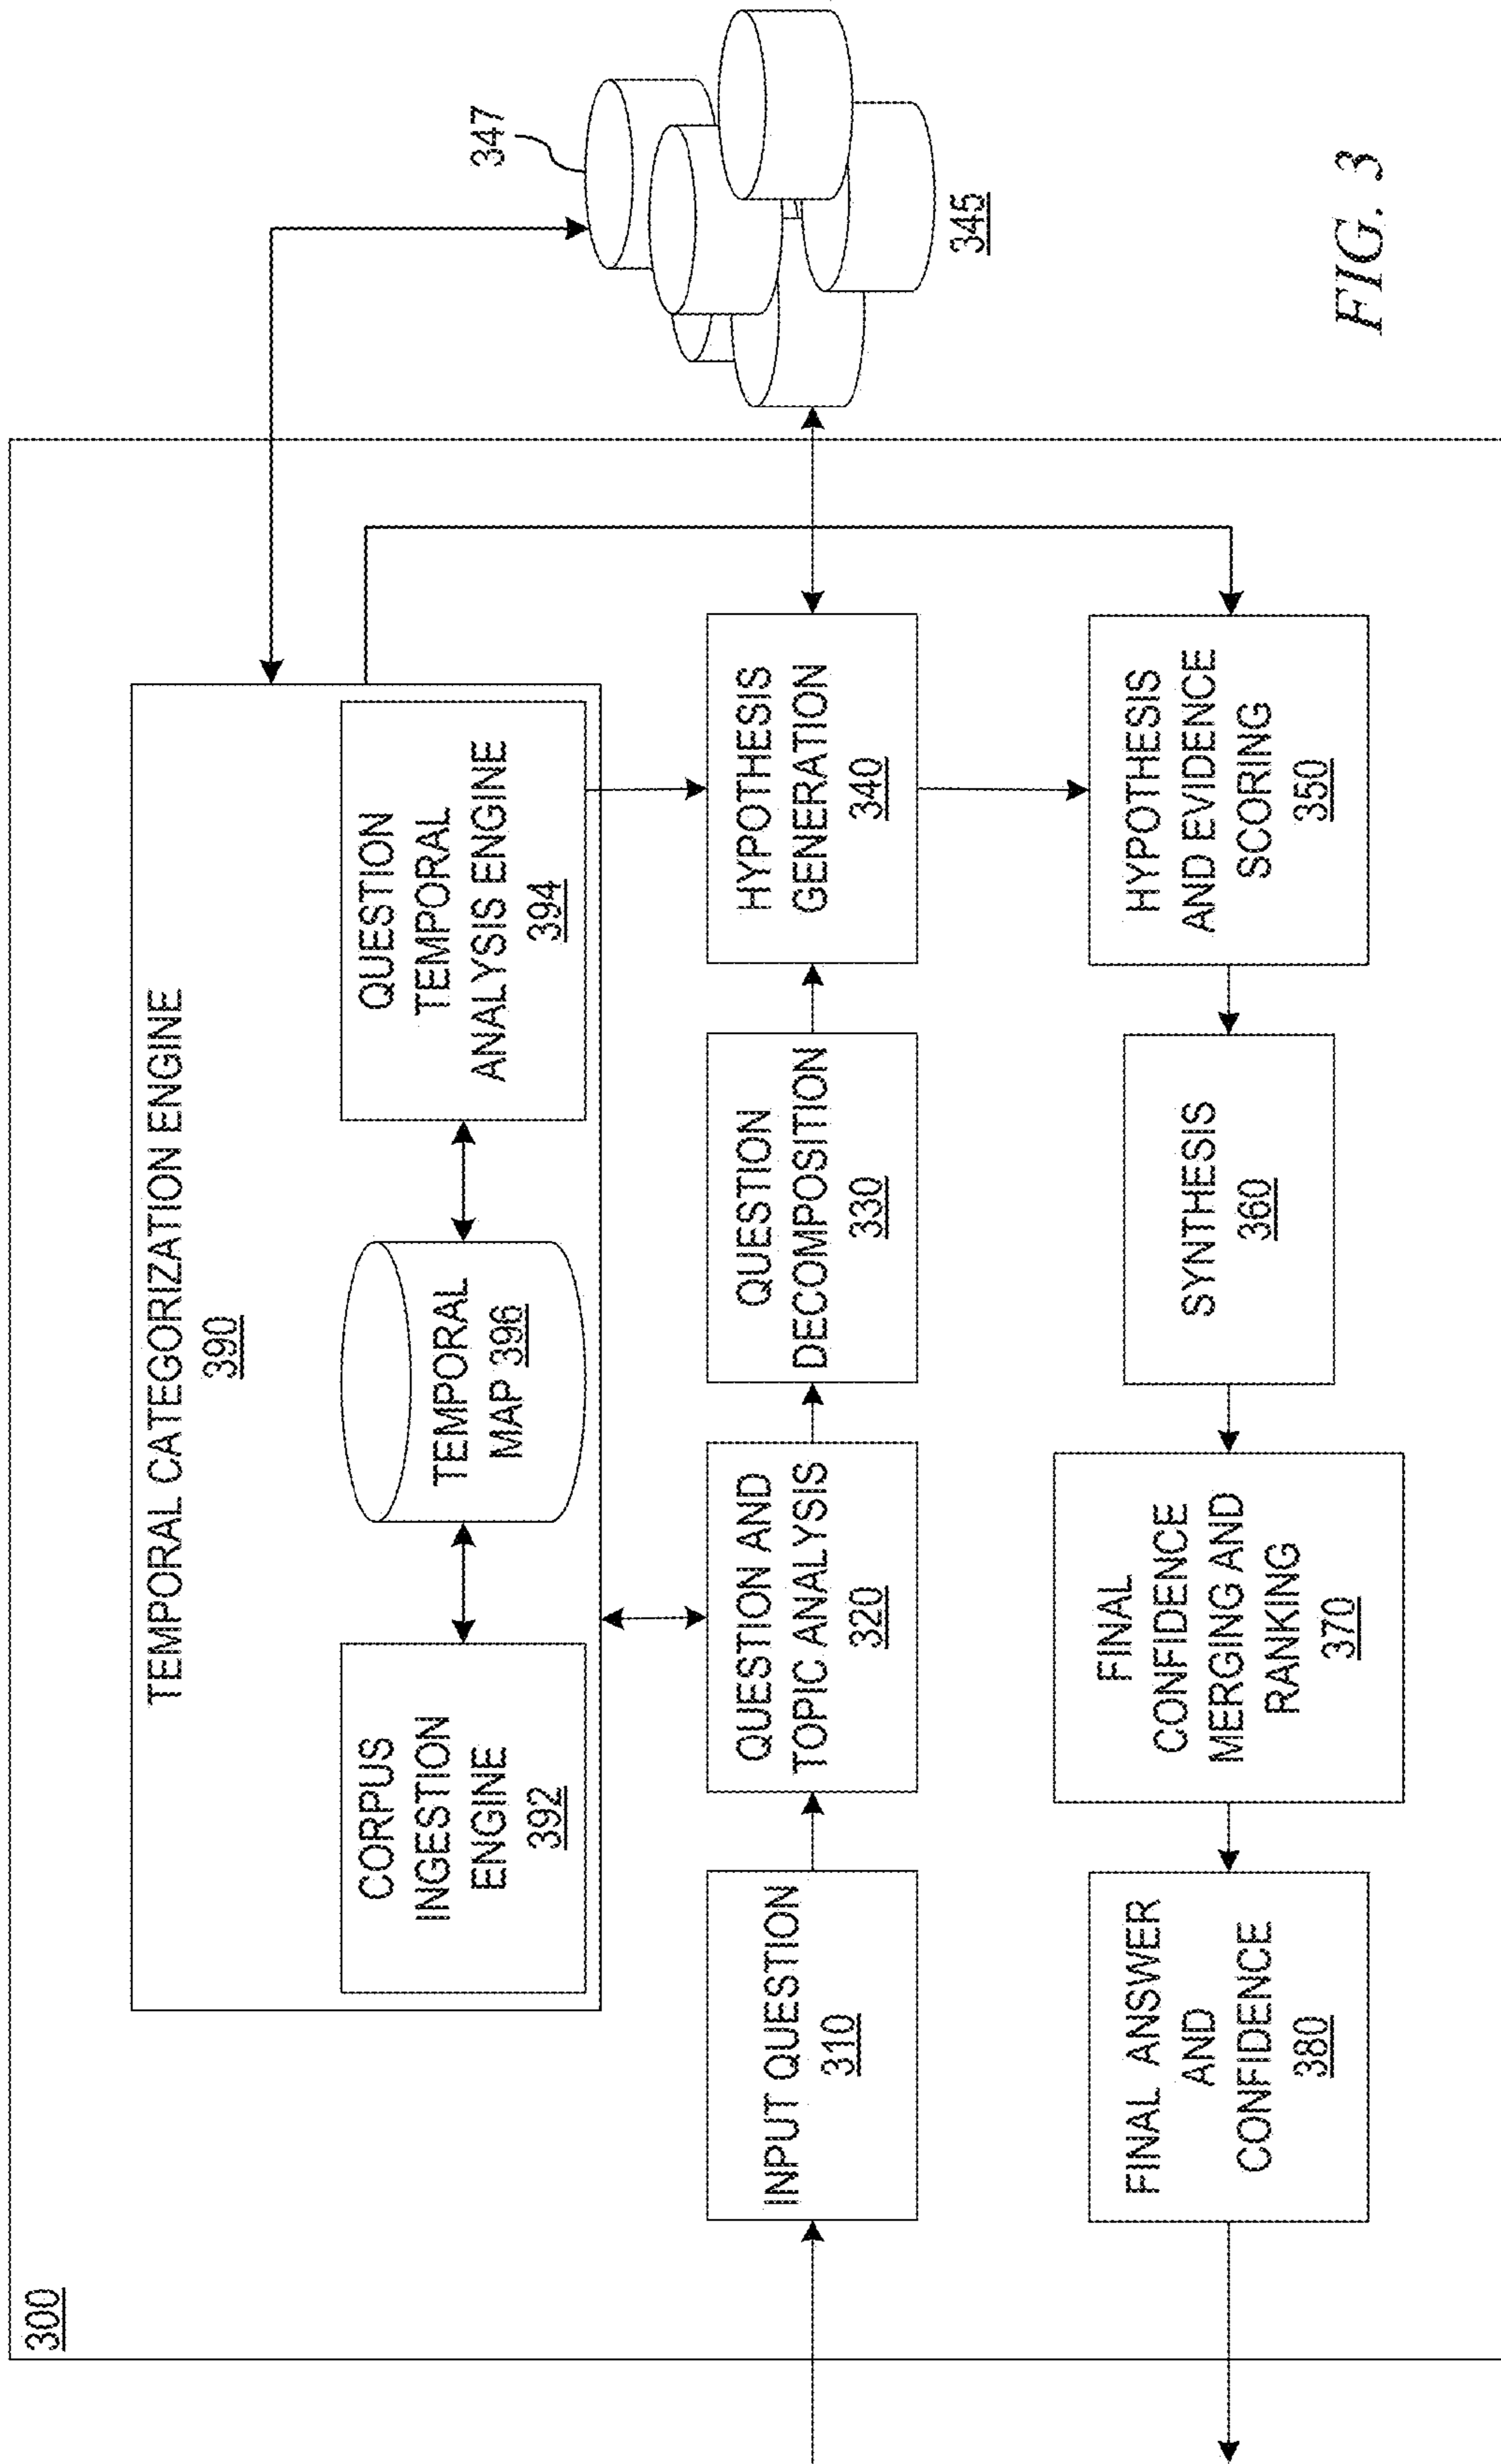 300
TEMPORAL CATEGORIZATION ENGINE
390
CORPUS
INGESTION
ENGINE
392
TEMPORAL
MAP 396
QUESTION
TEMPORAL
ANALYSIS ENGINE
394
347
INPUT QUESTION
310
QUESTION AND
TOPIC ANALYSIS
320
QUESTION
DECOMPOSITION
330
HYPOTHESIS
GENERATION
340
345
FINAL ANSWER
AND
CONFIDENCE
380
FINAL
CONFIDENCE
MERGING AND
RANKING
370
SYNTHESIS
360
HYPOTHESIS
AND EVIDENCE
SCORING
350
FIG. 3